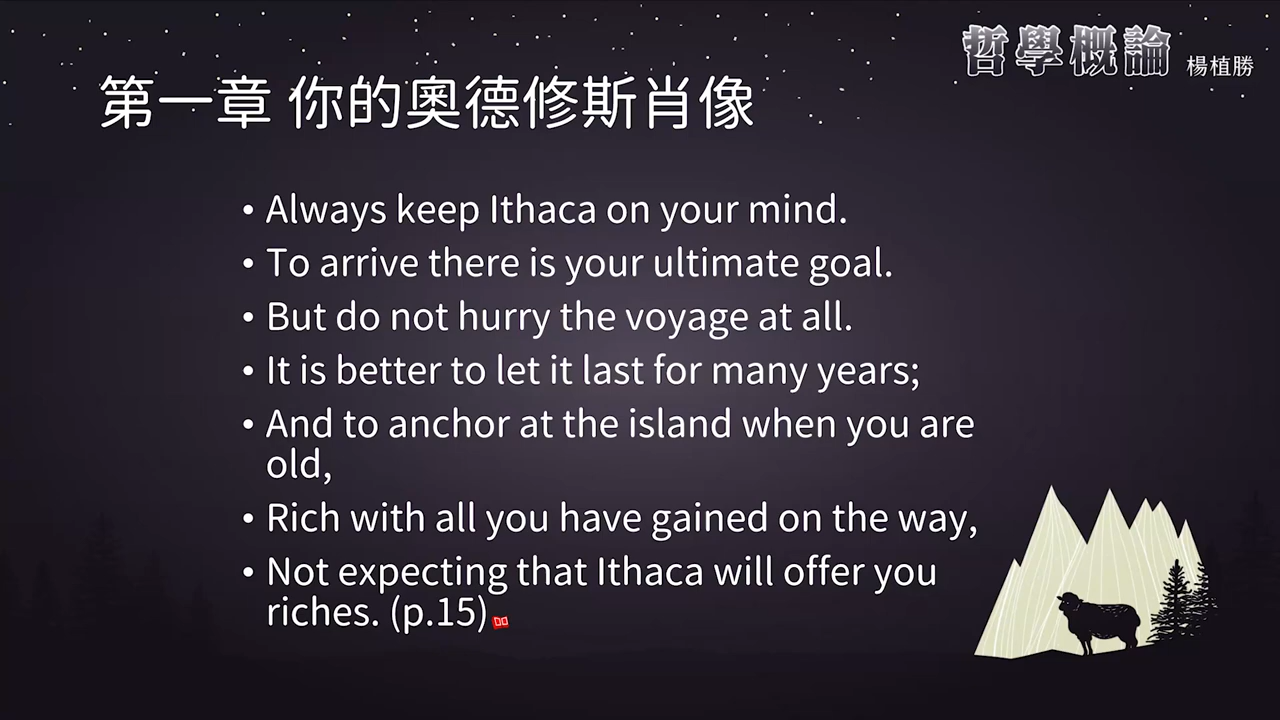 哲學概論 楊植勝
第一章 你的奧德修斯肖像
• Always keep Ithaca on your mind.
• To arrive there is your ultimate goal.
• But do not hurry the voyage at all.
• It is better to let it last for many years;
• And to anchor at the island when you are
old,
• Rich with all you have gained on the way,
• Not expecting that Ithaca will offer you
riches. (p.15)